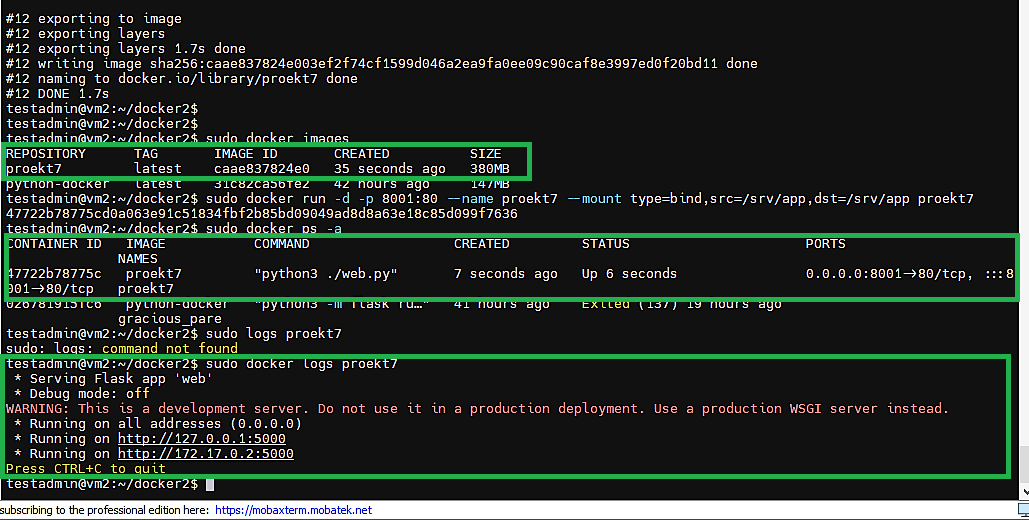 #12 exporting to image
#12 exporting layers
#12 exporting layers 1.7s done
#12 writing image sha256:caae837824e003ef2f74cf1599d046a2ea9fa0ee09c90caf8e3997ed0f20bd11 done
#12 naming to docker.io/library/proekt7 done
#12 DONE 1.7s
testadmin@vm2:~/docker2$
testadmin@vm2:~/docker2$
testadmin@vm2:~/docker2$ sudo docker images
REPOSITORY TAG IMAGE ID CREATED SIZE
proekt7 latest caae837824e0 35 seconds ago 380MB
python-docker latest 31c82ca56fe2 42 hours ago 147MB
testadmin@vm2:~/docker2$ sudo docker run -d -p 8001:80 --name proekt7 --mount type=bind,src=/srv/app,dst=/srv/app proekt7
47722b78775cd0a063e91c51834fbf2b85bd09049ad8d8a63e18c85d099f7636
testadmin@vm2:~/docker2$ sudo docker ps -a
CONTAINER ID IMAGE COMMAND CREATED STATUS PORTS
NAMES
47722b78775c proekt7 "python3 ./web.py" 7 seconds ago Up 6 seconds 0.0.0.0:8001->80/tcp, :::8
001->80/tcp proekt7
026781915fc6 python-docker "python3 -m flask ru…" 41 hours ago Exited (137) 19 hours ago
gracious_pare
testadmin@vm2:~/docker2$ sudo logs proekt7
sudo: logs: command not found
testadmin@vm2:~/docker2$ sudo docker logs proekt7
* Serving Flask app 'web'
* Debug mode: off
WARNING: This is a development server. Do not use it in a production deployment. Use a production WSGI server instead.
* Running on all addresses (0.0.0.0)
* Running on http://127.0.0.1:5000
* Running on http://172.17.0.2:5000
Press CTRL+C to quit
testadmin@vm2:~/docker2$
subscribing to the professional edition here: https://mobaxterm.mobatek.net